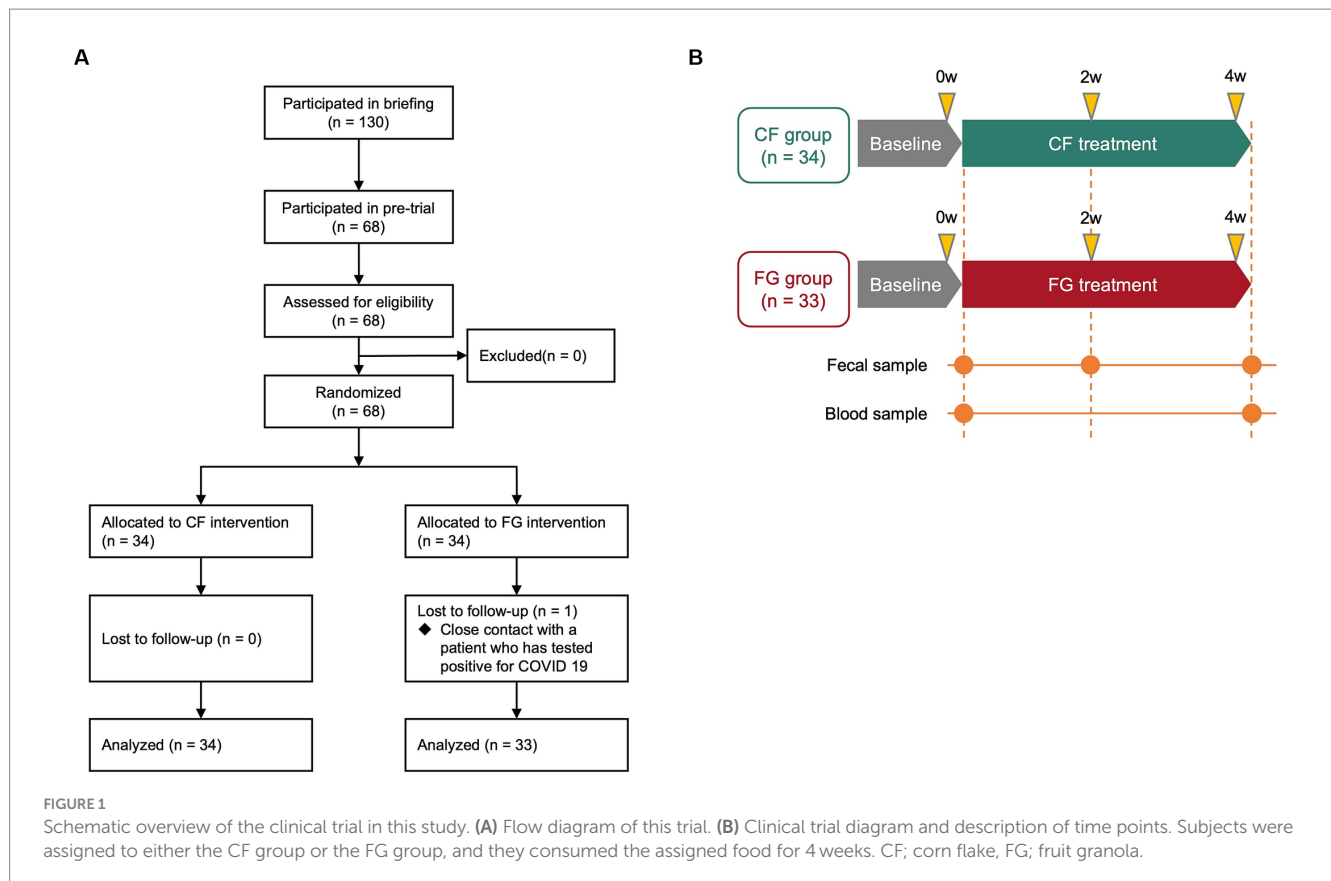 A
Participated in briefing
(n = 130)
Participated in pre-trial
(n = 68)
Assessed for eligibility
(n = 68)
Excluded(n = 0)
Randomized
(n = 68)
Allocated to CF intervention
(n = 34)
Allocated to FG intervention
(n = 34)
Lost to follow-up (n = 0)
Lost to follow-up (n = 1)
◆ Close contact with a
patient who has tested
positive for COVID 19
Analyzed (n = 34)
Analyzed (n = 33)
B
0w 2w 4w
CF group
(n = 34)
Baseline
CF treatment
0w 2w 4w
FG group
(n = 33)
Baseline
FG treatment
Fecal sample
Blood sample
FIGURE 1
Schematic overview of the clinical trial in this study. (A) Flow diagram of this trial. (B) Clinical trial diagram and description of time points. Subjects were
assigned to either the CF group or the FG group, and they consumed the assigned food for 4 weeks. CF; corn flake, FG; fruit granola.